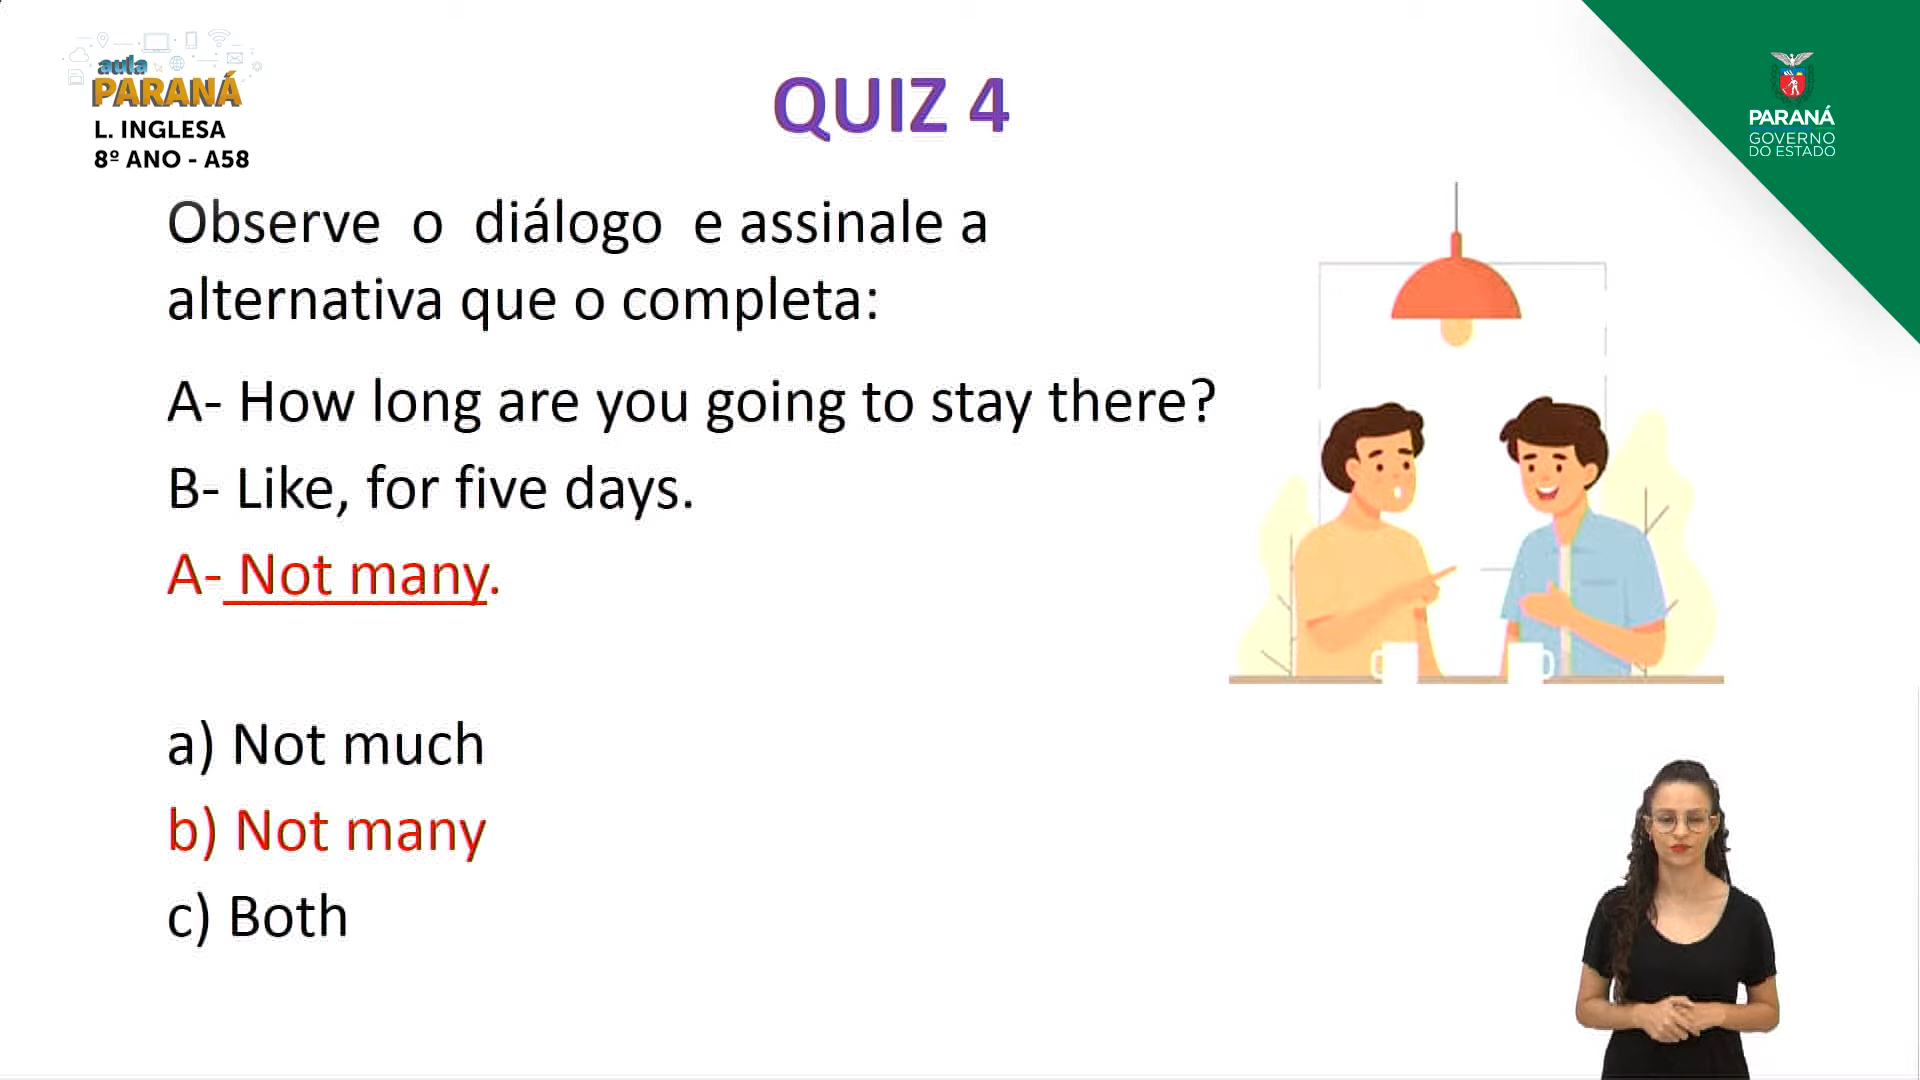 aula
PARANÁ
L. INGLESA
8º ANO - A58
QUIZ 4
PARANÁ
GOVERNO
DO ESTADO
Observe o diálogo e assinale a
alternativa que o completa:
A- How long are you going to stay there?
B- Like, for five days.
A- Not many.
a) Not much
b) Not many
c) Both